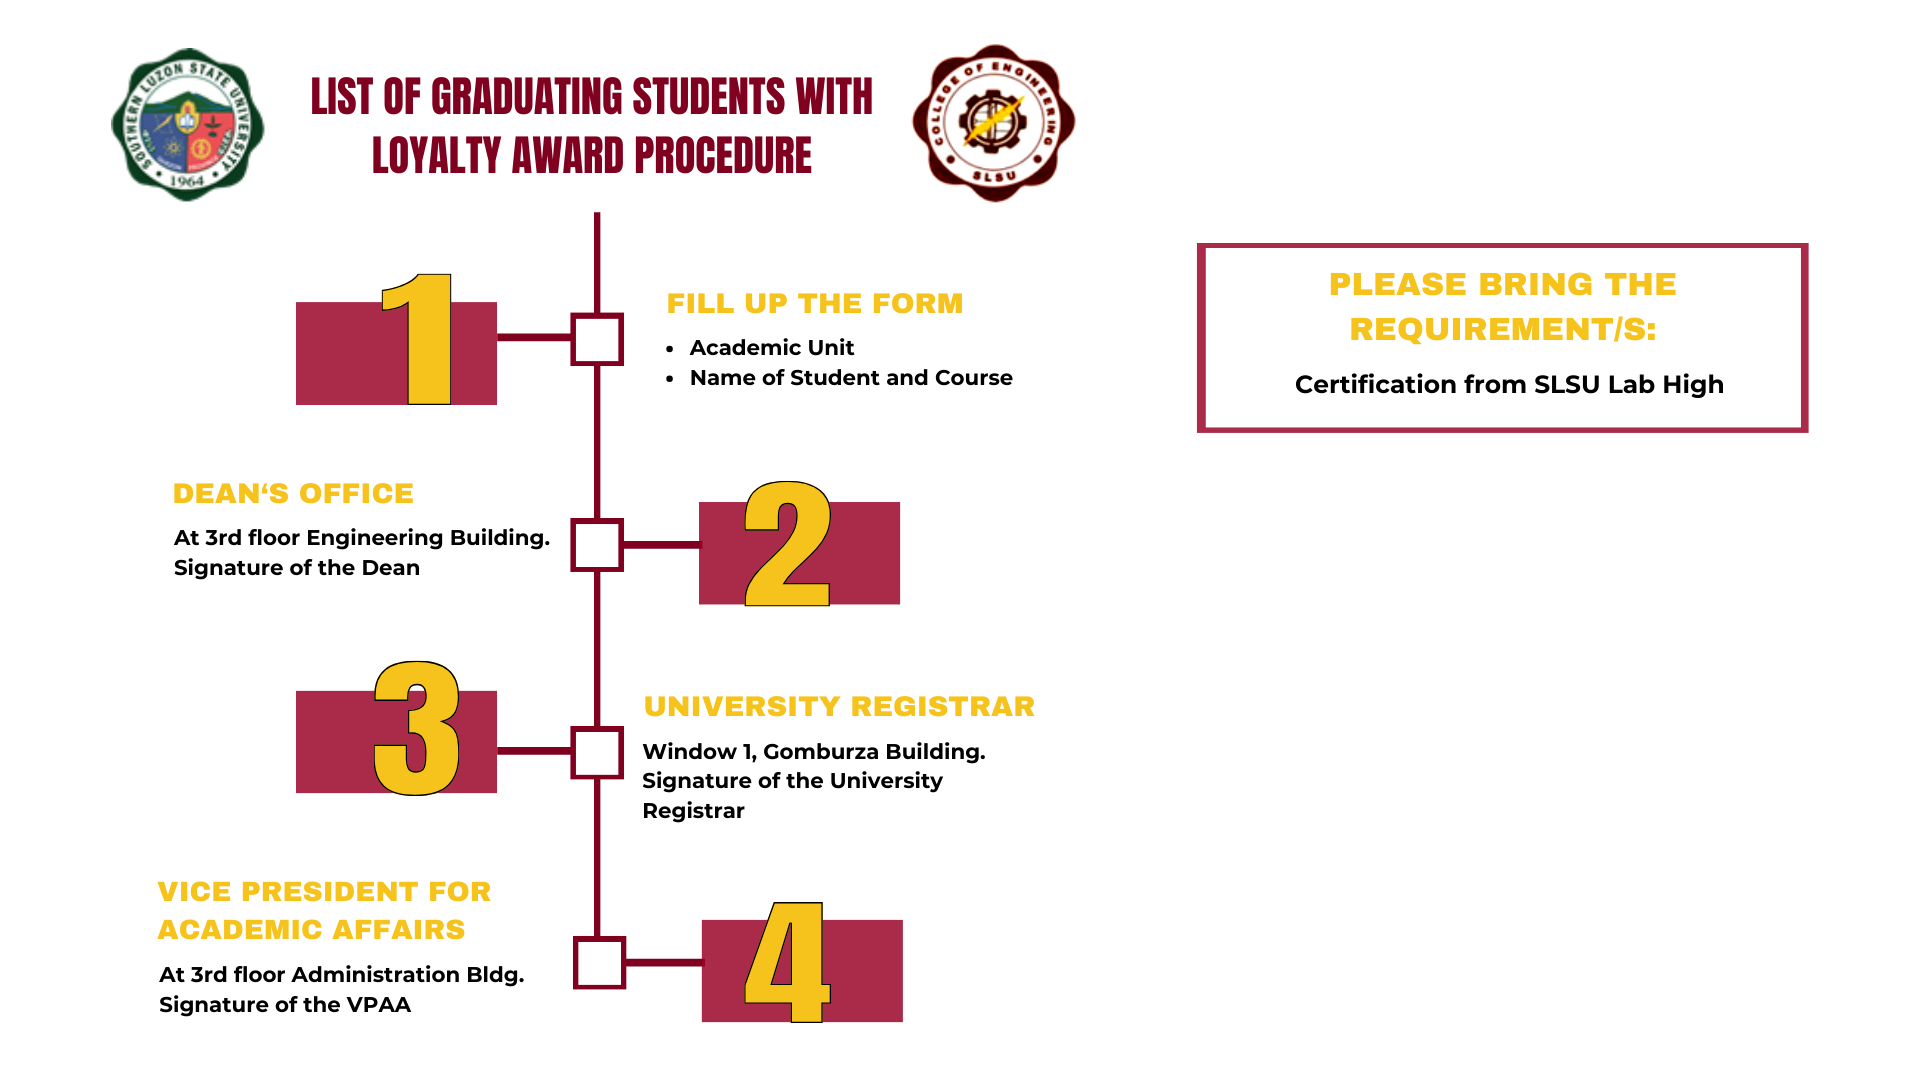 SOUTHERN LUZON STATE UNIVERSITY
1964
LIST OF GRADUATING STUDENTS WITH
LOYALTY AWARD PROCEDURE
COLLEGE OF ENGINEERING
SLSU
1
FILL UP THE FORM
• Academic Unit
• Name of Student and Course
DEAN‘S OFFICE
At 3rd floor Engineering Building.
Signature of the Dean
2
3
UNIVERSITY REGISTRAR
Window 1, Gomburza Building.
Signature of the University
Registrar
VICE PRESIDENT FOR
ACADEMIC AFFAIRS
At 3rd floor Administration Bldg.
Signature of the VPAA
4
PLEASE BRING THE
REQUIREMENT/S:
Certification from SLSU Lab High